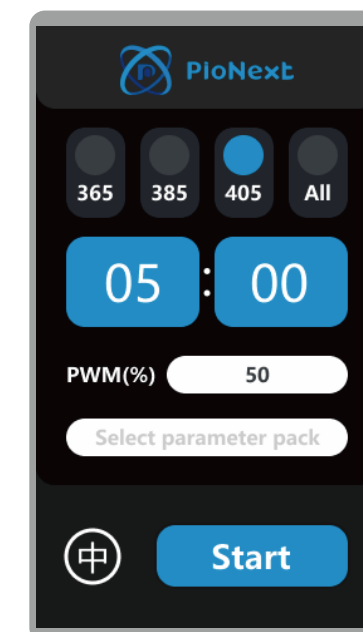 PioNext
365 385 405 All
05 : 00
PWM(%) 50
Select parameter pack
中 Start